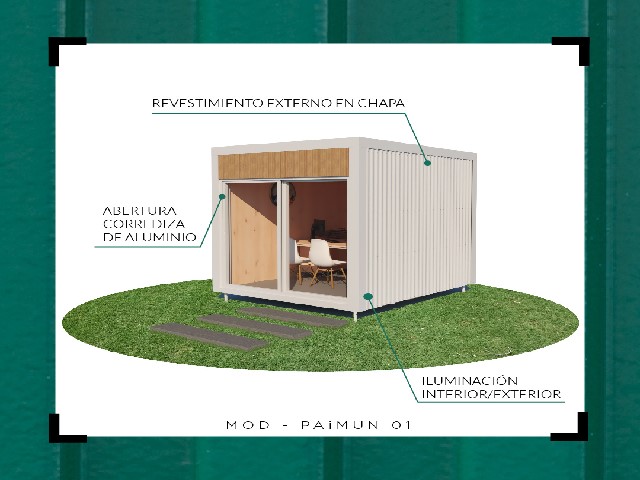 REVESTIMIENTO EXTERNO EN CHAPA
ABERTURA
CORREDIZA
DE ALUMINIO
ILUMINACIÓN
INTERIOR/EXTERIOR
MOD - PAiMUN 01